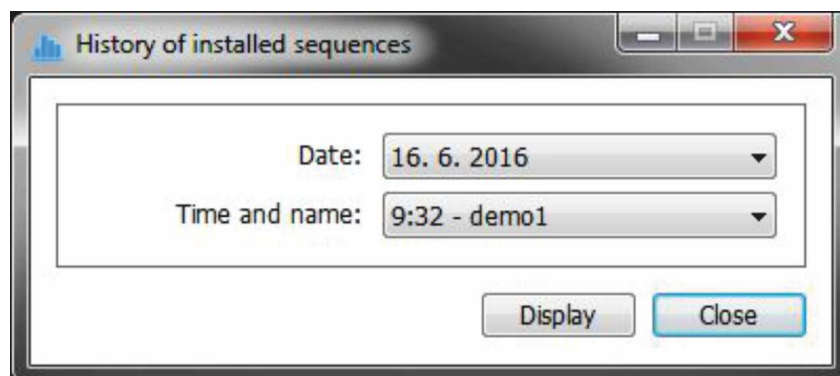 History of installed sequences
Date: 16. 6. 2016
Time and name: 9:32 - demo1
Display Close